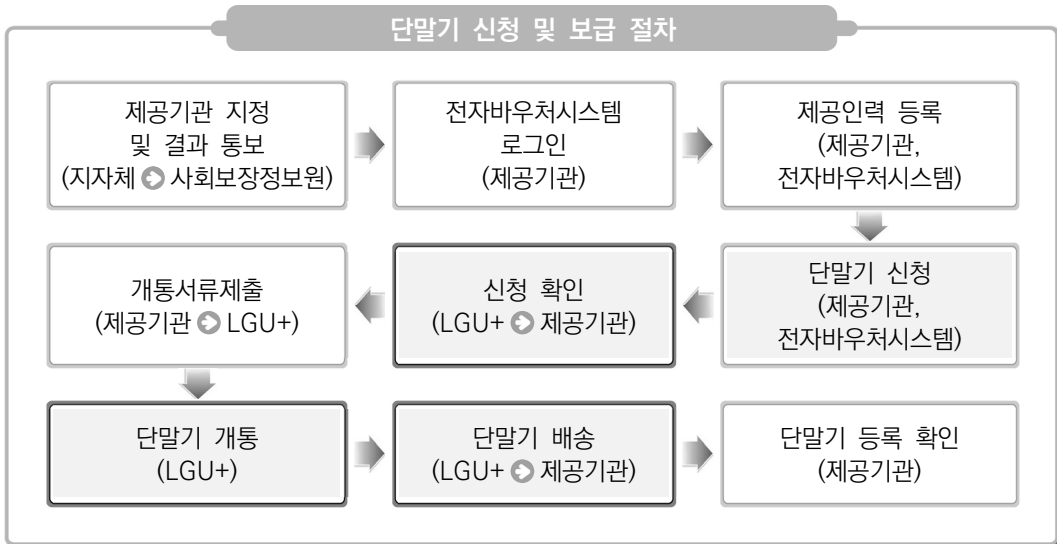 단말기 신청 및 보급 절차
제공기관 지정
및 결과 통보
(지자체 ➲ 사회보장정보원)
전자바우처시스템
로그인
(제공기관)
제공인력 등록
(제공기관,
전자바우처시스템)
단말기 신청
(제공기관,
전자바우처시스템)
신청 확인
(LGU+ ➲ 제공기관)
개통서류제출
(제공기관 ➲ LGU+)
단말기 개통
(LGU+)
단말기 배송
(LGU+ ➲ 제공기관)
단말기 등록 확인
(제공기관)